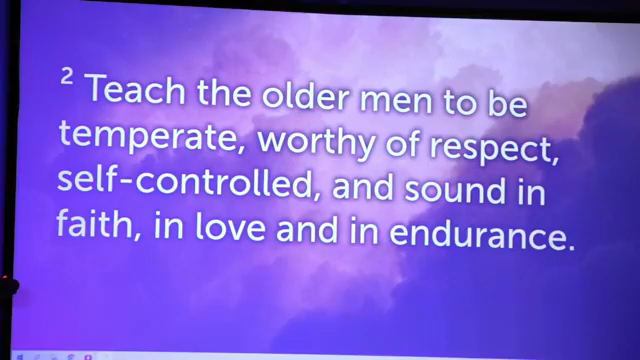 2 Teach the older men to be
temperate, worthy of respect,
self-controlled, and sound in
faith, in love and in endurance.